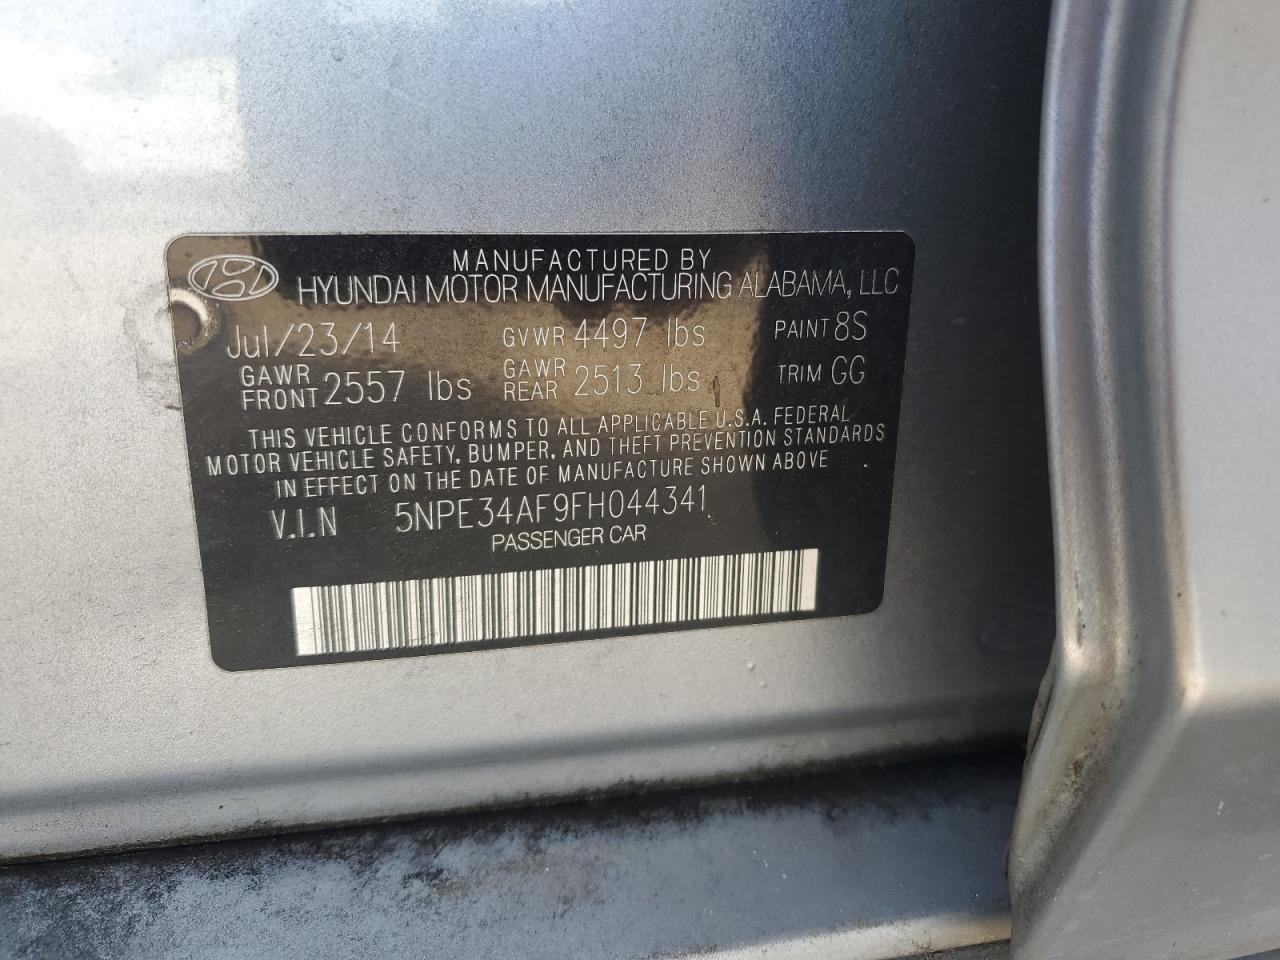 MANUFACTURED BY
HYUNDAI MOTOR MANUFACTURING ALABAMA, LLC
Jul/23/14 GVWR 4497 lbs PAINT 8S
GAWR FRONT 2557 lbs GAWR REAR 2513 lbs TRIM GG
THIS VEHICLE CONFORMS TO ALL APPLICABLE U.S.A. FEDERAL
MOTOR VEHICLE SAFETY, BUMPER, AND THEFT PREVENTION STANDARDS
IN EFFECT ON THE DATE OF MANUFACTURE SHOWN ABOVE
V.I.N 5NPE34AF9FH044341
PASSENGER CAR